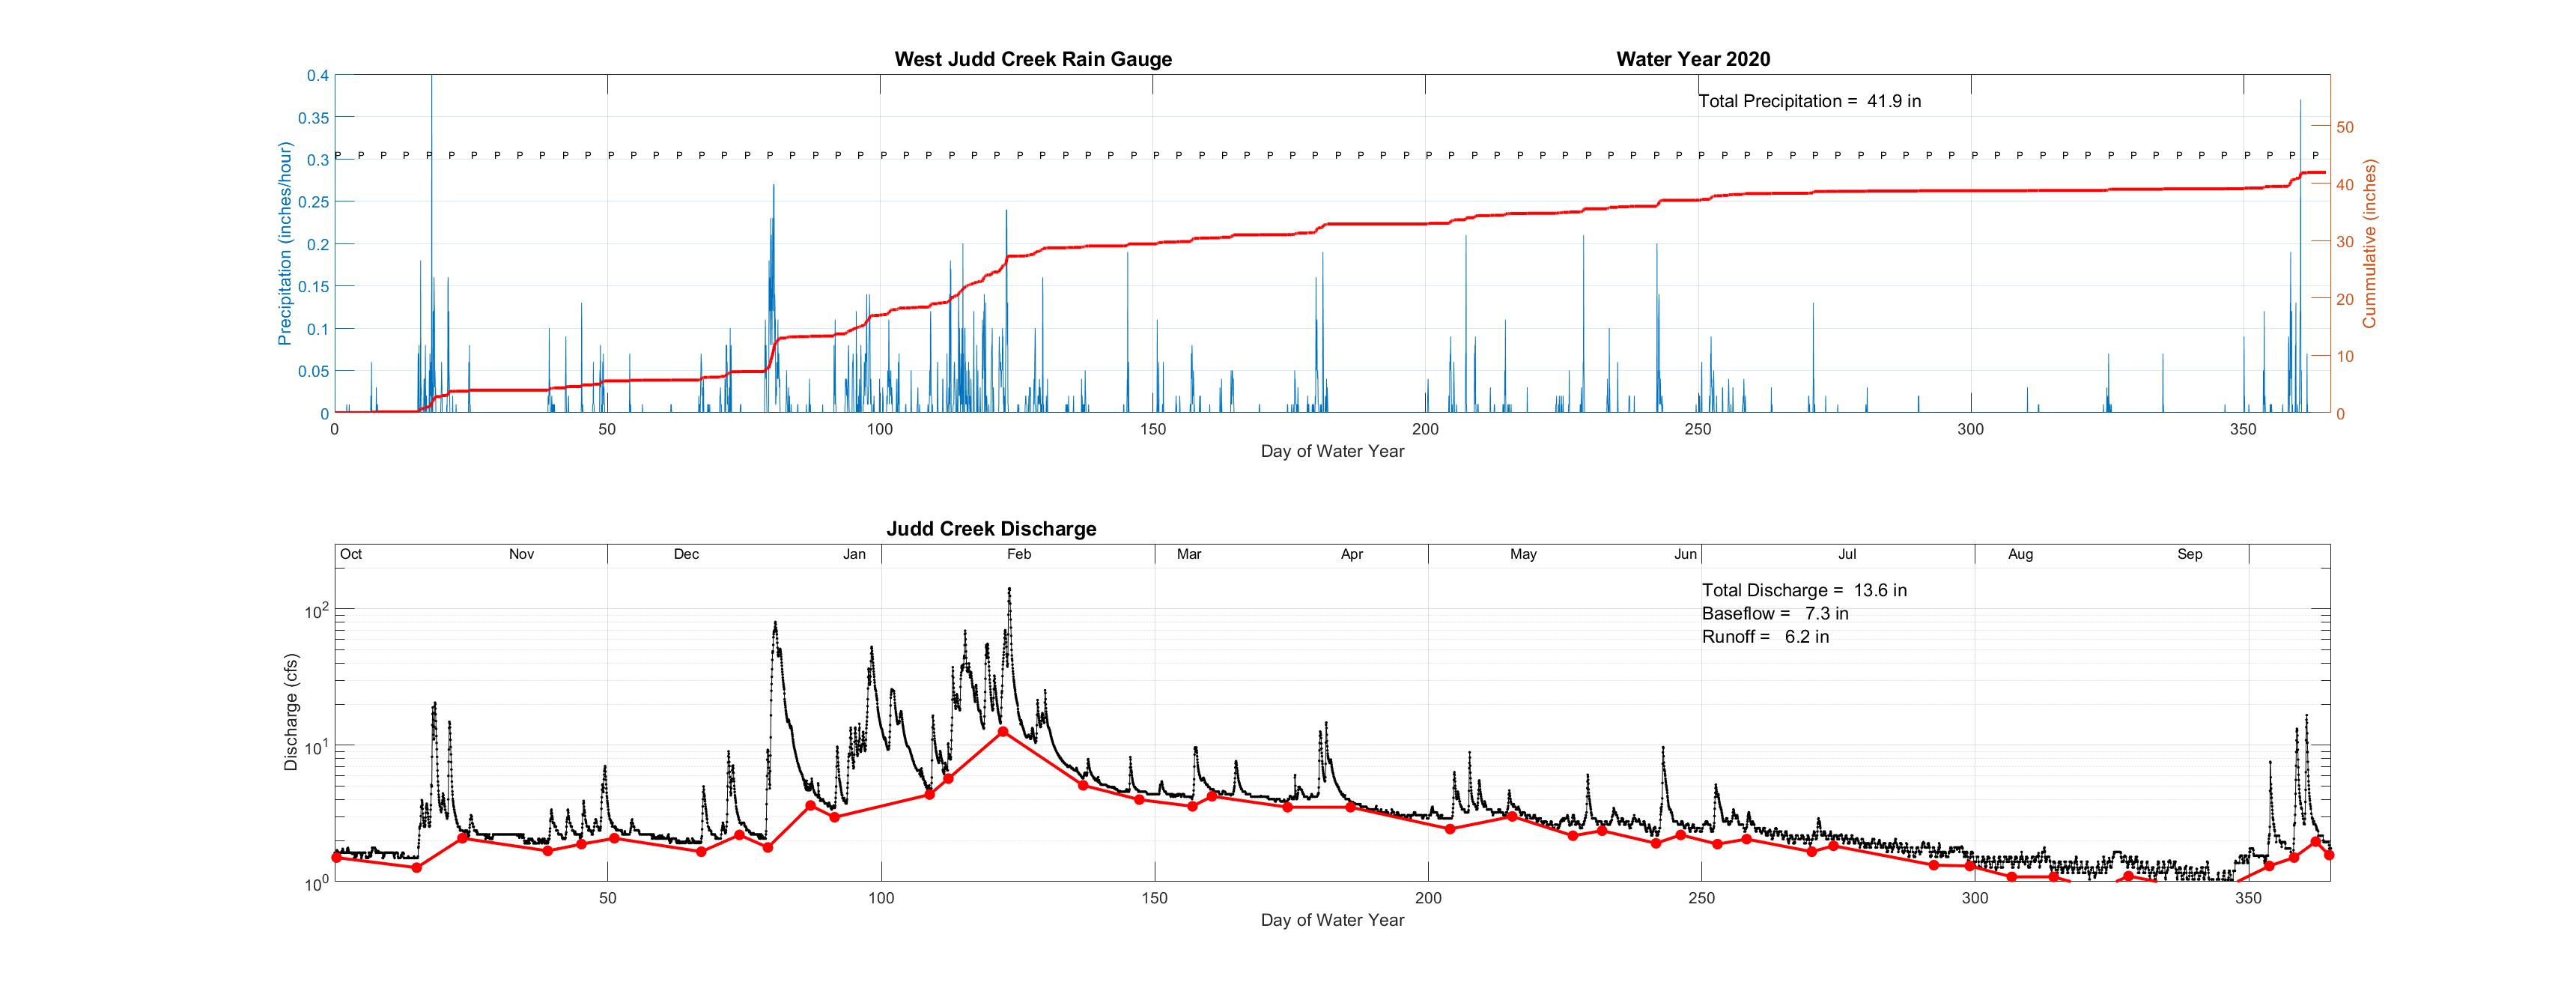 West Judd Creek Rain Gauge
Water Year 2020
Total Precipitation = 41.9 in
Precipitation (inches/hour)
0.4
0.35
0.3
0.25
0.2
0.15
0.1
0.05
0
P P P P P P P P P P P P P P P P P P P P P P P P P P P P P P P P P P P P P P P P P P P P P P P P P P P P P P P P P P P P P P P P P P P P P P P P P P P P P P P P P P P P P P P P
50
40
30
20
10
0
Cummulative (inches)
0 50 100 150 200 250 300 350
Day of Water Year
Judd Creek Discharge
Oct Nov Dec Jan Feb Mar Apr May Jun Jul Aug Sep
Total Discharge = 13.6 in
Baseflow = 7.3 in
Runoff = 6.2 in
Discharge (cfs)
10²
10¹
10⁰
50 100 150 200 250 300 350
Day of Water Year